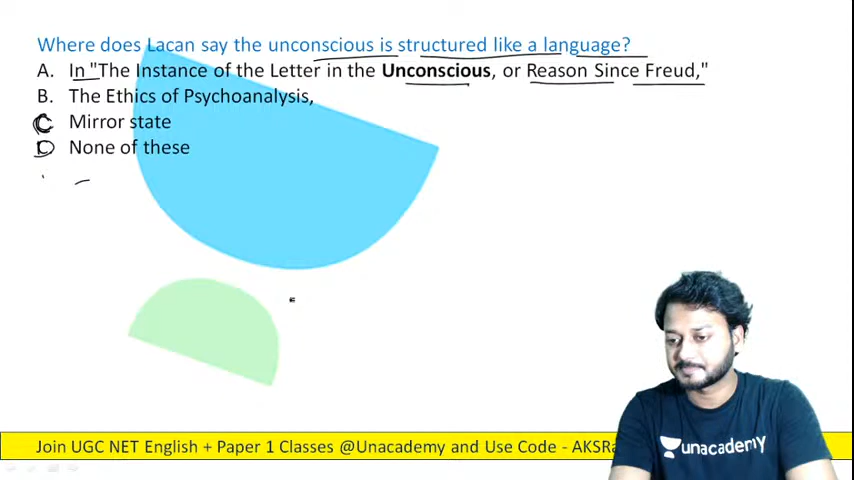 Where does Lacan say the unconscious is structured like a language?
A. In "The Instance of the Letter in the Unconscious, or Reason Since Freud,"
B. The Ethics of Psychoanalysis,
C Mirror state
D None of these
Join UGC NET English + Paper 1 Classes @Unacademy and Use Code - AKSRa
unacademy